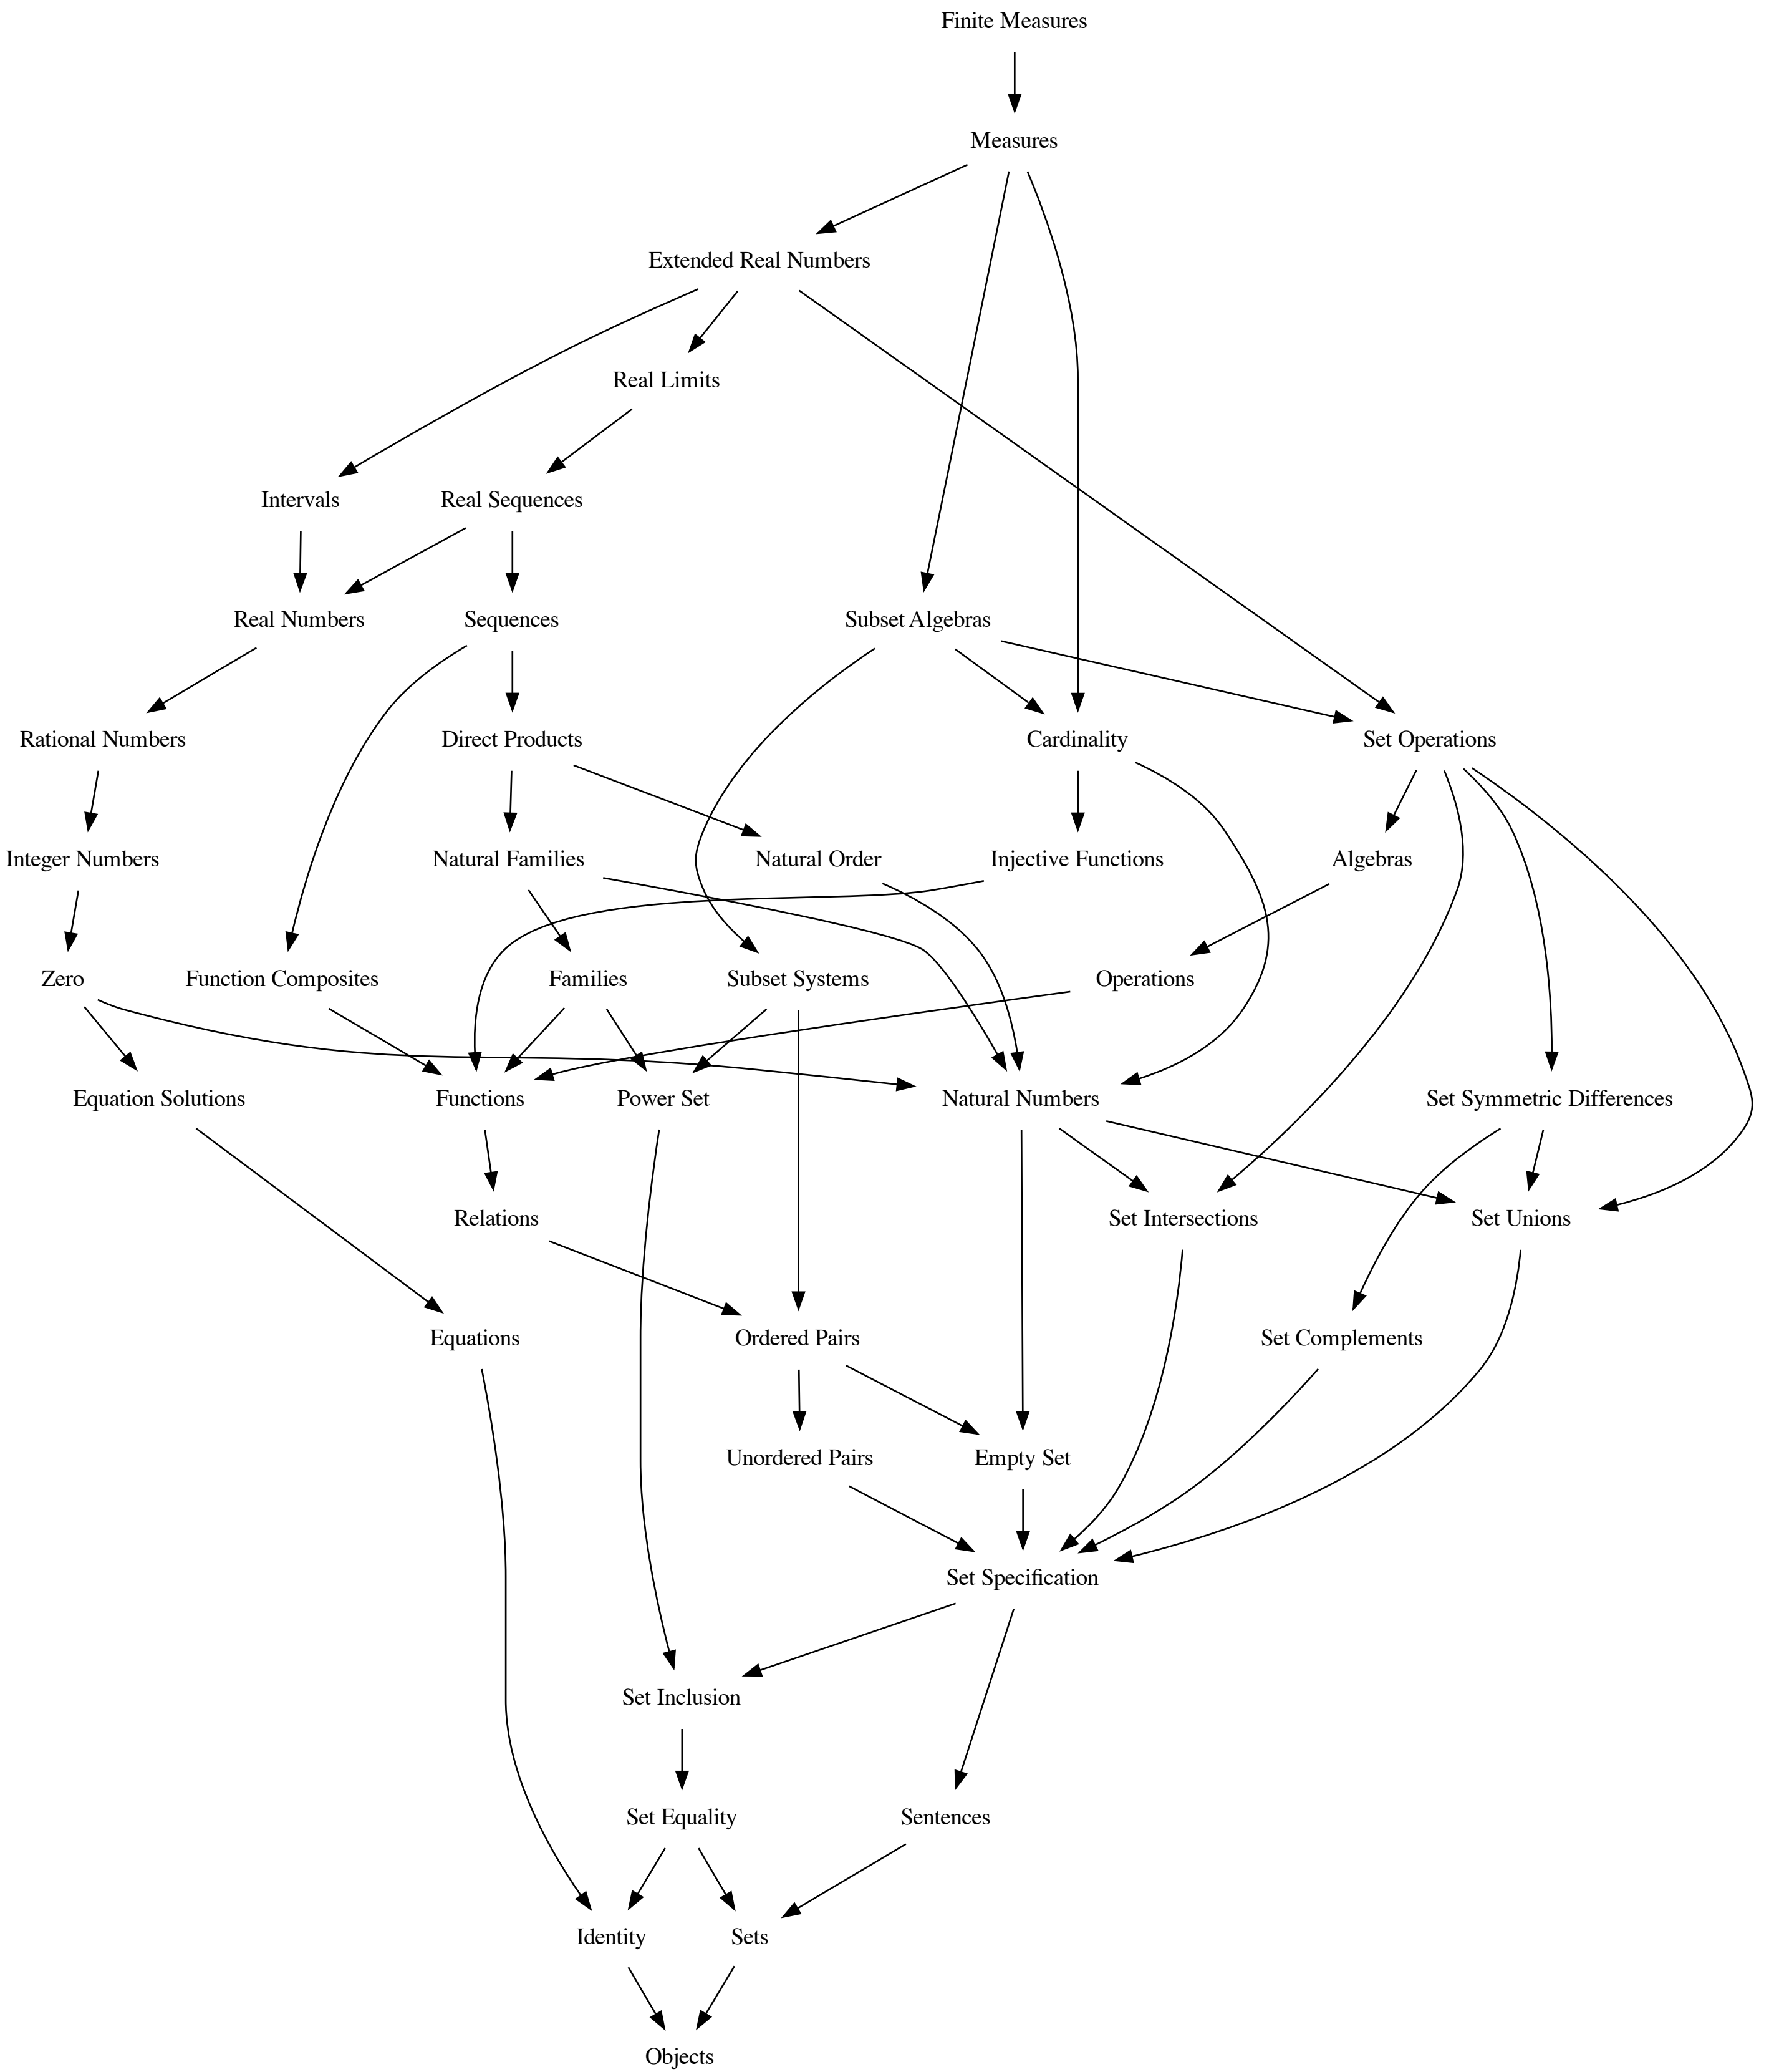 Finite Measures
Measures
Extended Real Numbers
Real Limits
Intervals
Real Sequences
Real Numbers
Sequences
Subset Algebras
Rational Numbers
Direct Products
Cardinality
Set Operations
Integer Numbers
Natural Families
Natural Order
Injective Functions
Algebras
Zero
Function Composites
Families
Subset Systems
Operations
Equation Solutions
Functions
Power Set
Natural Numbers
Set Symmetric Differences
Relations
Set Intersections
Set Unions
Equations
Ordered Pairs
Set Complements
Unordered Pairs
Empty Set
Set Specification
Set Inclusion
Set Equality
Sentences
Identity
Sets
Objects